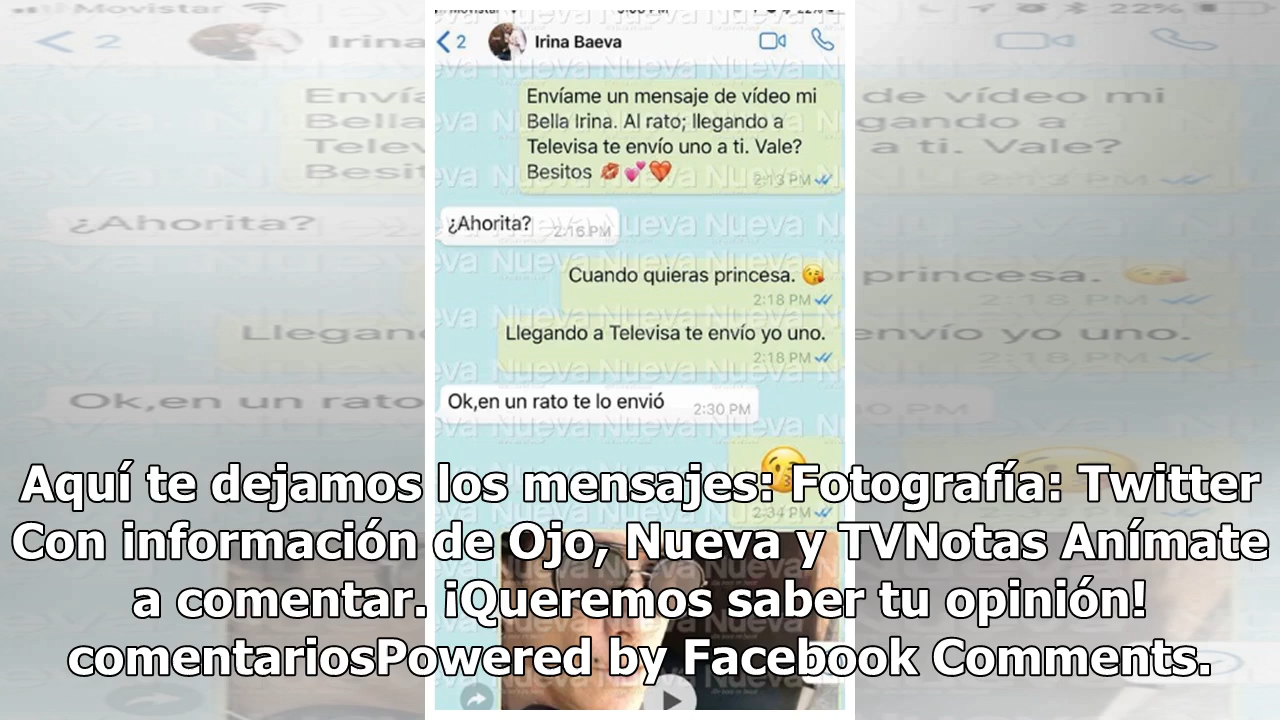 Movistar
22%
2
Irina Baeva
Envíame un mensaje de vídeo mi
Bella Irina. Al rato; llegando a
Televisa te envío uno a ti. Vale?
Besitos 💋💕💔
2:13 PM
¿Ahorita?
2:16 PM
Cuando quieras princesa. 😘
2:18 PM
Llegando a Televisa te envío yo uno.
2:18 PM
Ok,en un rato te lo envió
2:30 PM
😘
2:34 PM
Aquí te dejamos los mensajes: Fotografía: Twitter
Con información de Ojo, Nueva y TVNotas Anímate
a comentar. ¡Queremos saber tu opinión!
comentariosPowered by Facebook Comments.